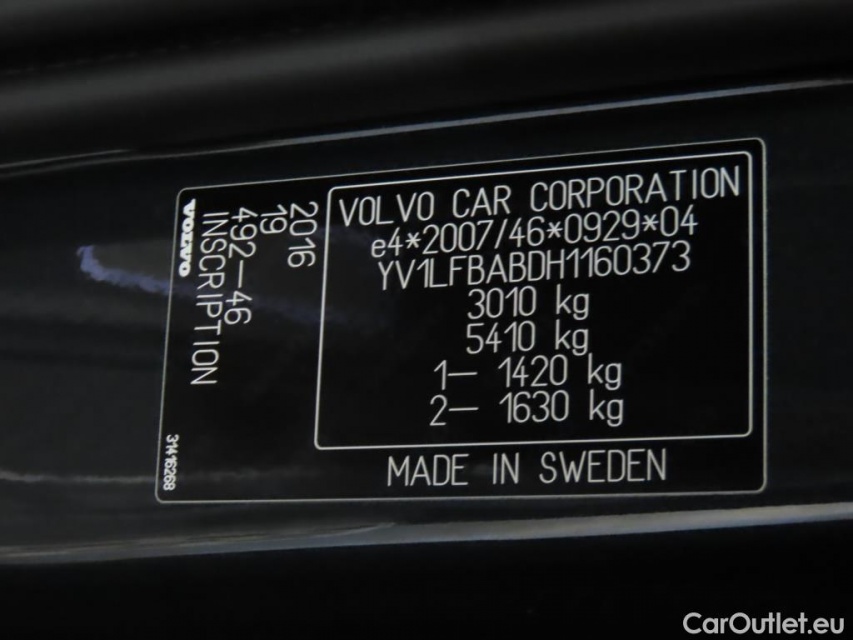 VOLVO CAR CORPORATION
e4*2007/46*0929*04
YV1LFBABDH1160373
3010 kg
5410 kg
1– 1420 kg
2– 1630 kg
MADE IN SWEDEN
2016
19
492-46
INSCRIPTION
VOLVO
31416268
CarOutlet.eu